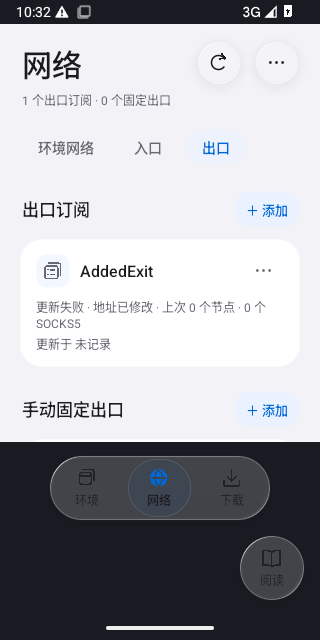 10:32
3G
网络
1 个出口订阅 · 0 个固定出口
环境网络
入口
出口
出口订阅
+ 添加
AddedExit
更新失败 · 地址已修改 · 上次 0 个节点 · 0 个
SOCKS5
更新于 未记录
手动固定出口
+ 添加
环境
网络
下载
阅读